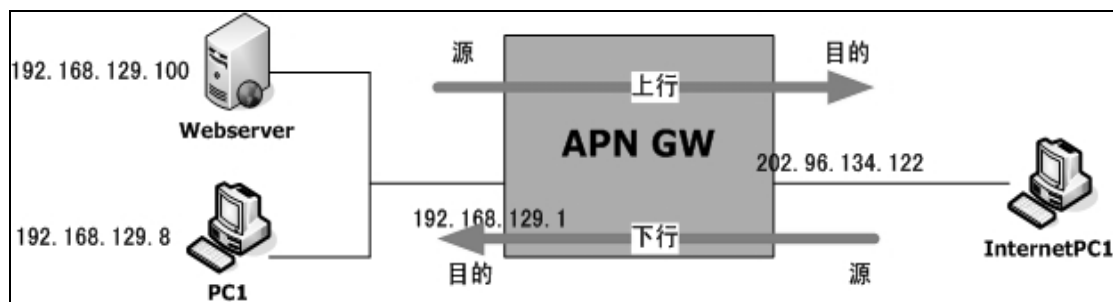 源
目的
192.168.129.100
上行
Webserver
APN GW
202.96.134.122
192.168.129.1
192.168.129.8
下行
InternetPC1
目的
源
PC1